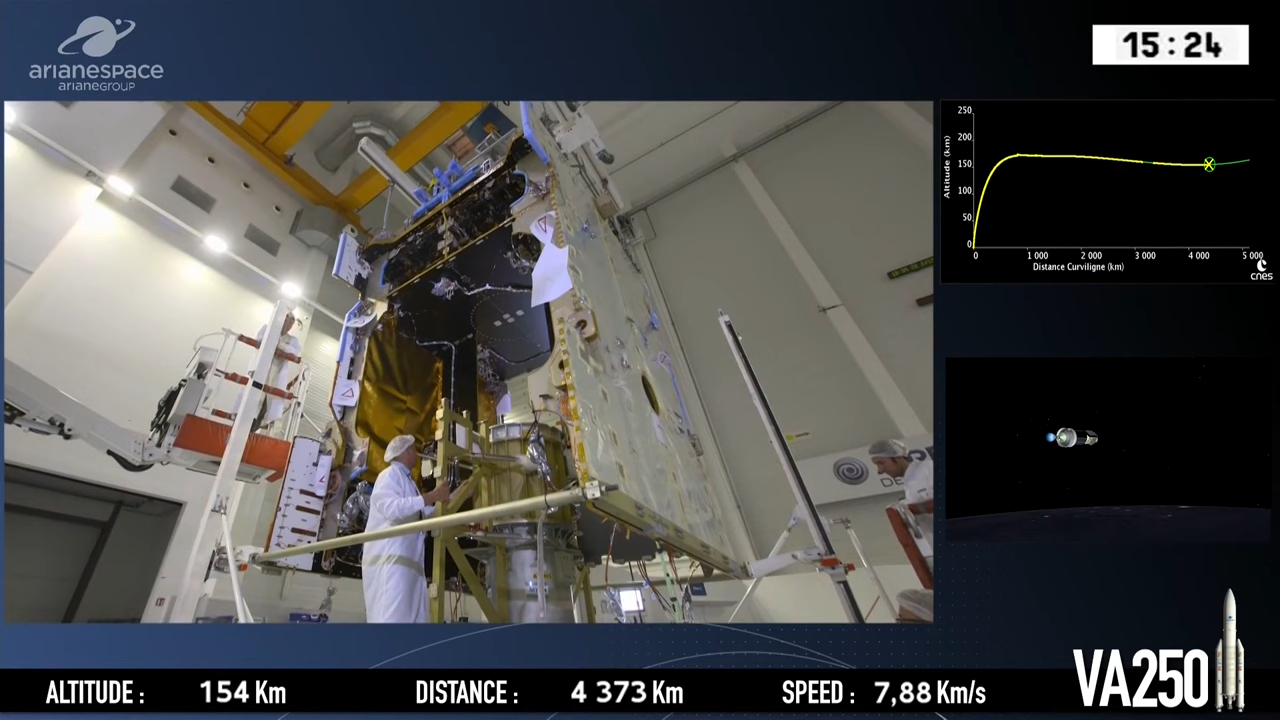 arianespace
arianeGROUP
15:24
250
200
150
100
50
0
Altitude (km)
0 1 000 2 000 3 000 4 000 5 000
Distance Curviligne (km)
cnes
ALTITUDE : 154 Km DISTANCE : 4 373 Km SPEED : 7,88 Km/s
VA250